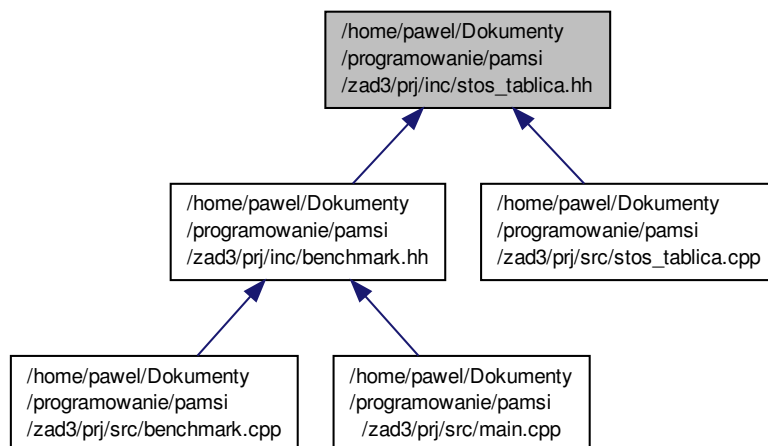 /home/pawel/Dokumenty
/programowanie/pamsi
/zad3/prj/inc/stos_tablica.hh
/home/pawel/Dokumenty
/programowanie/pamsi
/zad3/prj/inc/benchmark.hh
/home/pawel/Dokumenty
/programowanie/pamsi
/zad3/prj/src/stos_tablica.cpp
/home/pawel/Dokumenty
/programowanie/pamsi
/zad3/prj/src/benchmark.cpp
/home/pawel/Dokumenty
/programowanie/pamsi
/zad3/prj/src/main.cpp